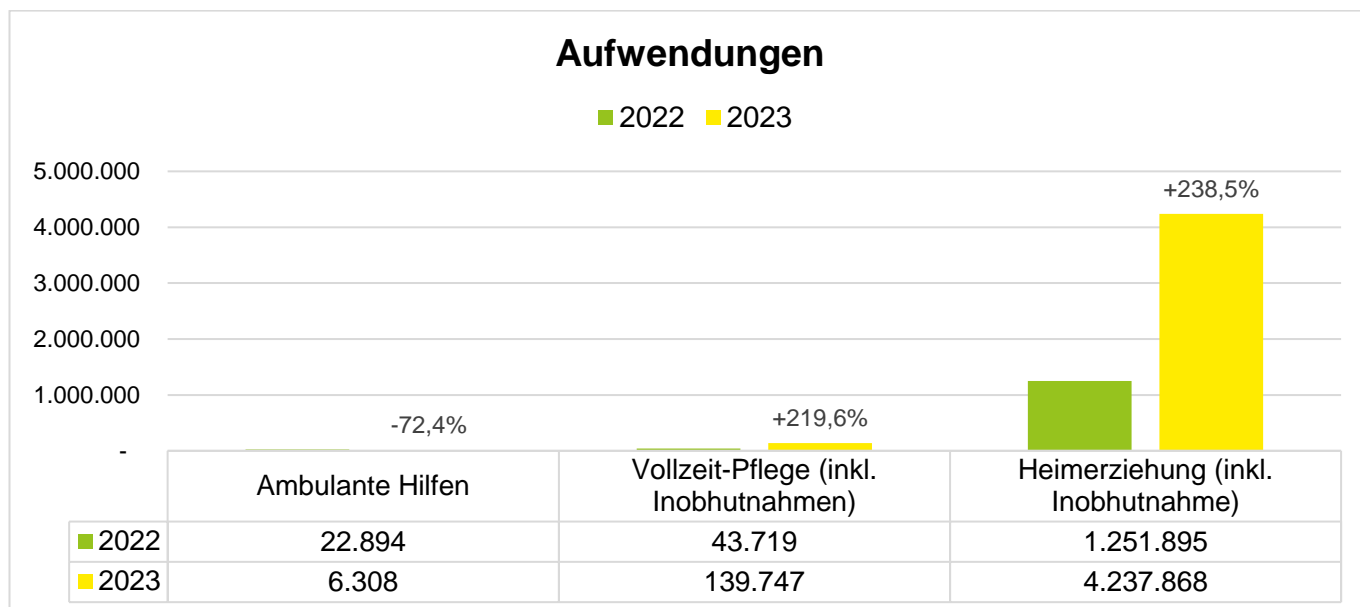 Aufwendungen
2022 2023
5.000.000
+238,5%
4.000.000
3.000.000
2.000.000
1.000.000
-72,4%
+219,6%
-
Ambulante Hilfen
Vollzeit-Pflege (inkl.
Inobhutnahmen)
Heimerziehung (inkl.
Inobhutnahme)
2022 22.894 43.719 1.251.895
2023 6.308 139.747 4.237.868